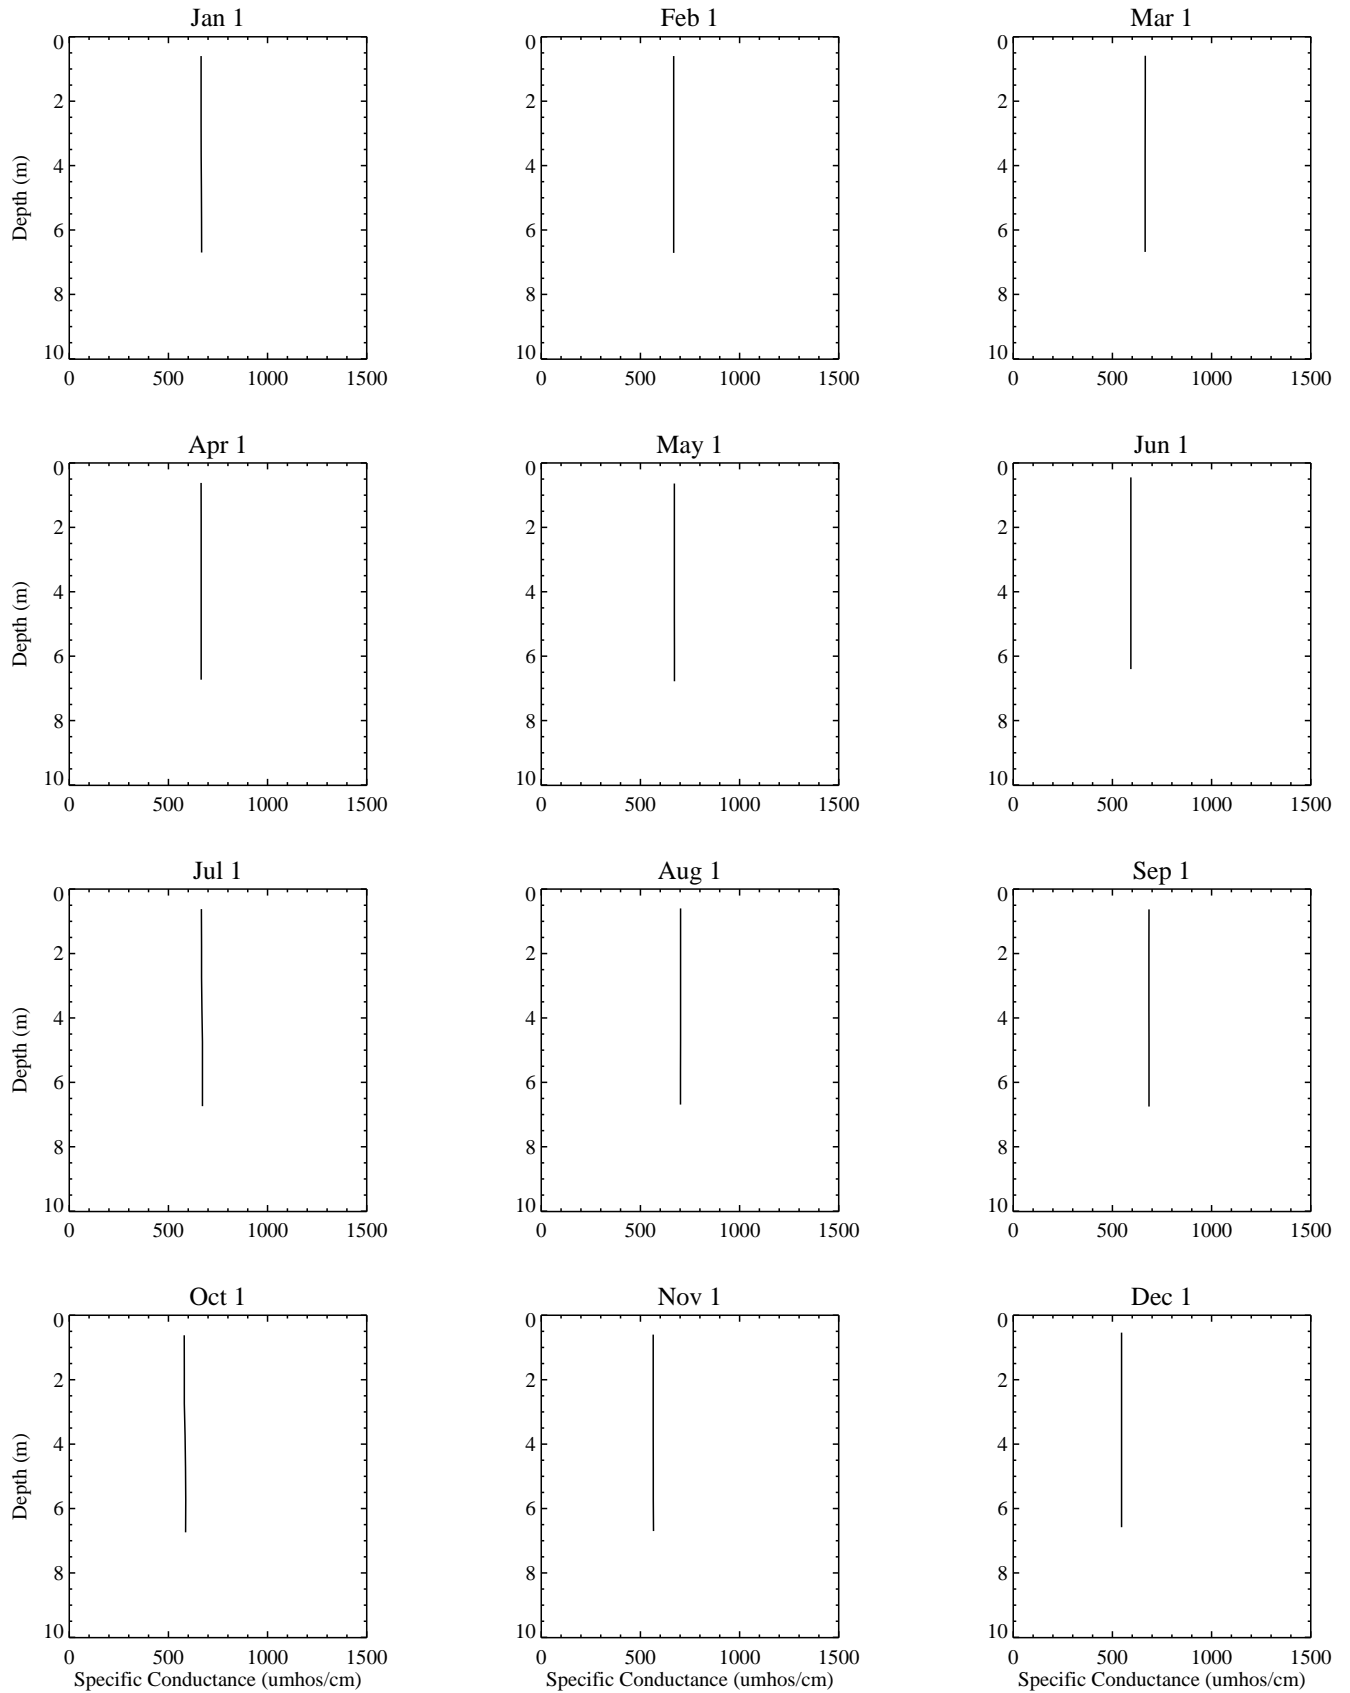 Jan 1 Feb 1 Mar 1
0 0 0
2 2 2
4 4 4
Depth (m)
6 6 6
8 8 8
10 10 10
0 500 1000 1500 0 500 1000 1500 0 500 1000 1500
Apr 1 May 1 Jun 1
0 0 0
2 2 2
4 4 4
Depth (m)
6 6 6
8 8 8
10 10 10
0 500 1000 1500 0 500 1000 1500 0 500 1000 1500
Jul 1 Aug 1 Sep 1
0 0 0
2 2 2
4 4 4
Depth (m)
6 6 6
8 8 8
10 10 10
0 500 1000 1500 0 500 1000 1500 0 500 1000 1500
Oct 1 Nov 1 Dec 1
0 0 0
2 2 2
4 4 4
Depth (m)
6 6 6
8 8 8
10 10 10
0 500 1000 1500 0 500 1000 1500 0 500 1000 1500
Specific Conductance (umhos/cm) Specific Conductance (umhos/cm) Specific Conductance (umhos/cm)